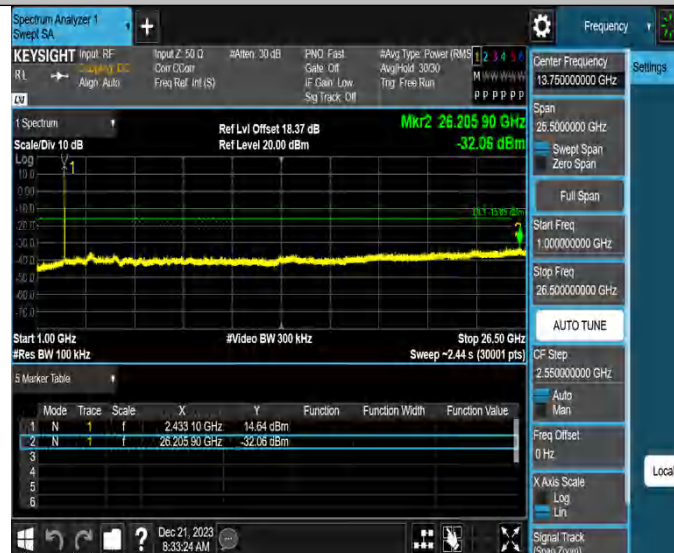 Spectrum Analyzer 1
Swept SA
Frequency
KEYSIGHT
Input: RF
Coupling: DC
Align: Auto
Input Z: 50 Ω
Corr CCorr
Freq Ref: Int (S)
#Atten: 30 dB
PNO: Fast
Gate: Off
IF Gain: Low
Sig Track: Off
#Avg Type: Power (RMS
Avg|Hold: 30/30
Trig: Free Run
1 2 3 4 5 6
M W W W W W
P P P P P P
RL
LXI
1 Spectrum
Scale/Div 10 dB
Ref Lvl Offset 18.37 dB
Ref Level 20.00 dBm
Mkr2 26.205 90 GHz
-32.06 dBm
Log
10.0
0.00
-10.0
-20.0
-30.0
-40.0
-50.0
-60.0
-70.0
1
2
Start 1.00 GHz
#Res BW 100 kHz
#Video BW 300 kHz
Stop 26.50 GHz
Sweep ~2.44 s (30001 pts)
5 Marker Table
Mode Trace Scale X Y Function Function Width Function Value
1 N 1 f 2.433 10 GHz 14.64 dBm
2 N 1 f 26.205 90 GHz -32.06 dBm
3
4
5
6
Dec 21, 2023
8:33:24 AM
Center Frequency
13.750000000 GHz
Settings
Span
25.5000000 GHz
Swept Span
Zero Span
Full Span
Start Freq
1.000000000 GHz
Stop Freq
26.500000000 GHz
AUTO TUNE
CF Step
2.550000000 GHz
Auto
Man
Freq Offset
0 Hz
Local
X Axis Scale
Log
Lin
Signal Track
(Span Zoom)